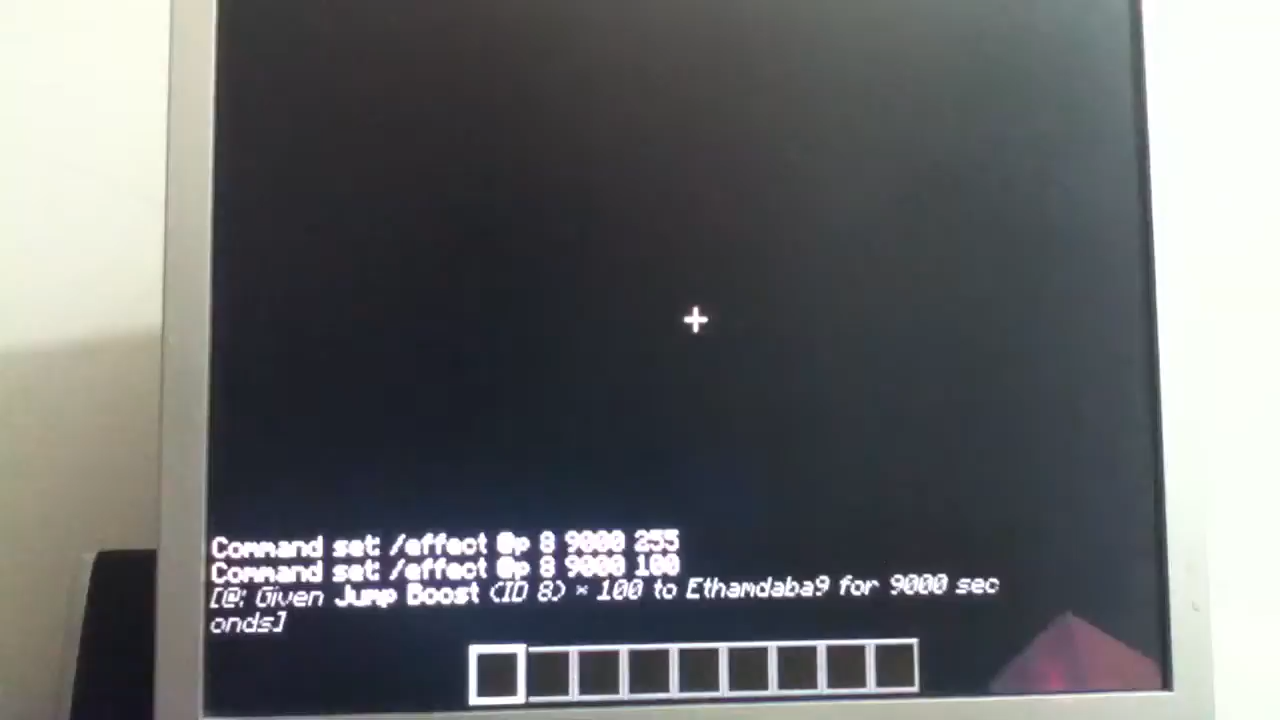 Command set: /effect @p 8 9000 255
Command set: /effect @p 8 9000 100
[@: Given Jump Boost (ID 8) * 100 to Ethamdaba9 for 9000 sec
onds]